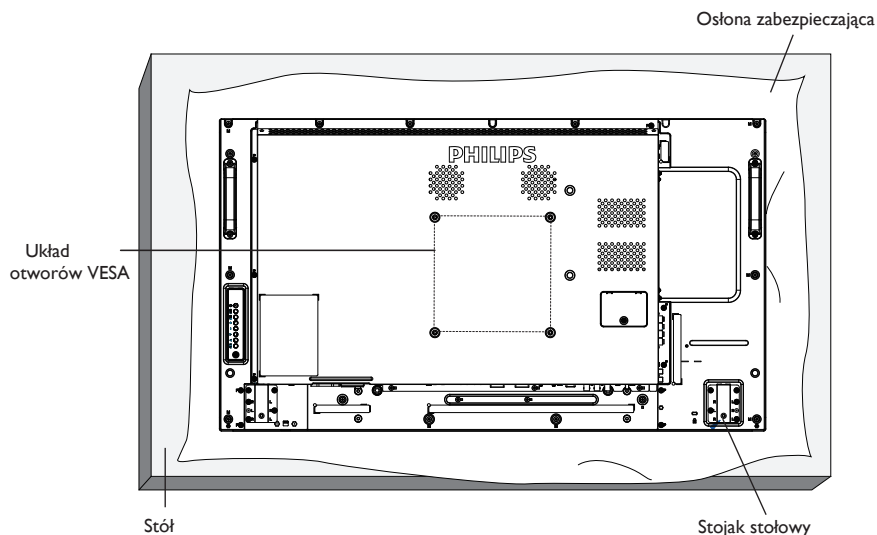 Osłona zabezpieczająca
PHILIPS
Układ
otworów VESA
Stół
Stojak stołowy